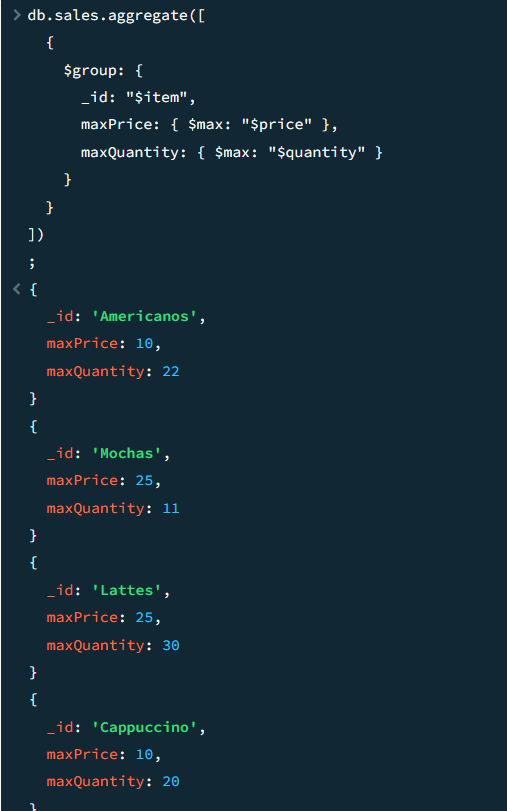 > db.sales.aggregate([
{
$group: {
_id: "$item",
maxPrice: { $max: "$price" },
maxQuantity: { $max: "$quantity" }
}
}
])
;
< {
_id: 'Americanos',
maxPrice: 10,
maxQuantity: 22
}
{
_id: 'Mochas',
maxPrice: 25,
maxQuantity: 11
}
{
_id: 'Lattes',
maxPrice: 25,
maxQuantity: 30
}
{
_id: 'Cappuccino',
maxPrice: 10,
maxQuantity: 20
}